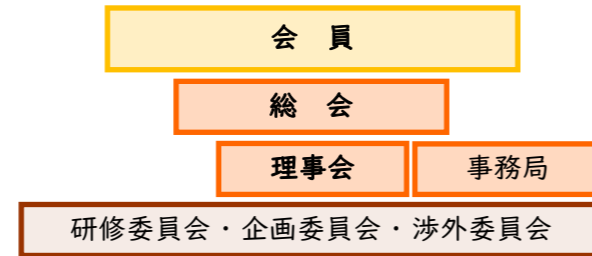 会　員
総　会
理事会　事務局
研修委員会・企画委員会・渉外委員会